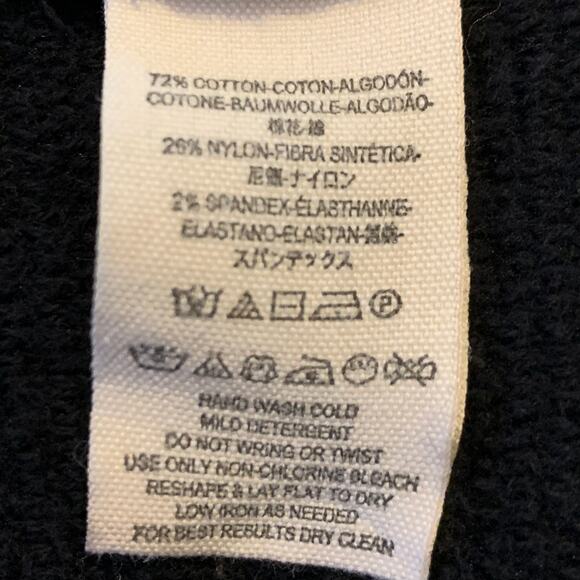 72% COTTON-COTON-ALGODÓN-
COTONE-BAUMWOLLE-ALGODÃO-
棉花-綿
26% NYLON-FIBRA SINTÉTICA-
尼龍-ナイロン
2% SPANDEX-ÉLASTHANNE-
ELASTANO-ELASTAN-
スパンデックス
P
HAND WASH COLD
MILD DETERGENT
DO NOT WRING OR TWIST
USE ONLY NON-CHLORINE BLEACH
RESHAPE & LAY FLAT TO DRY
LOW IRON AS NEEDED
FOR BEST RESULTS DRY CLEAN